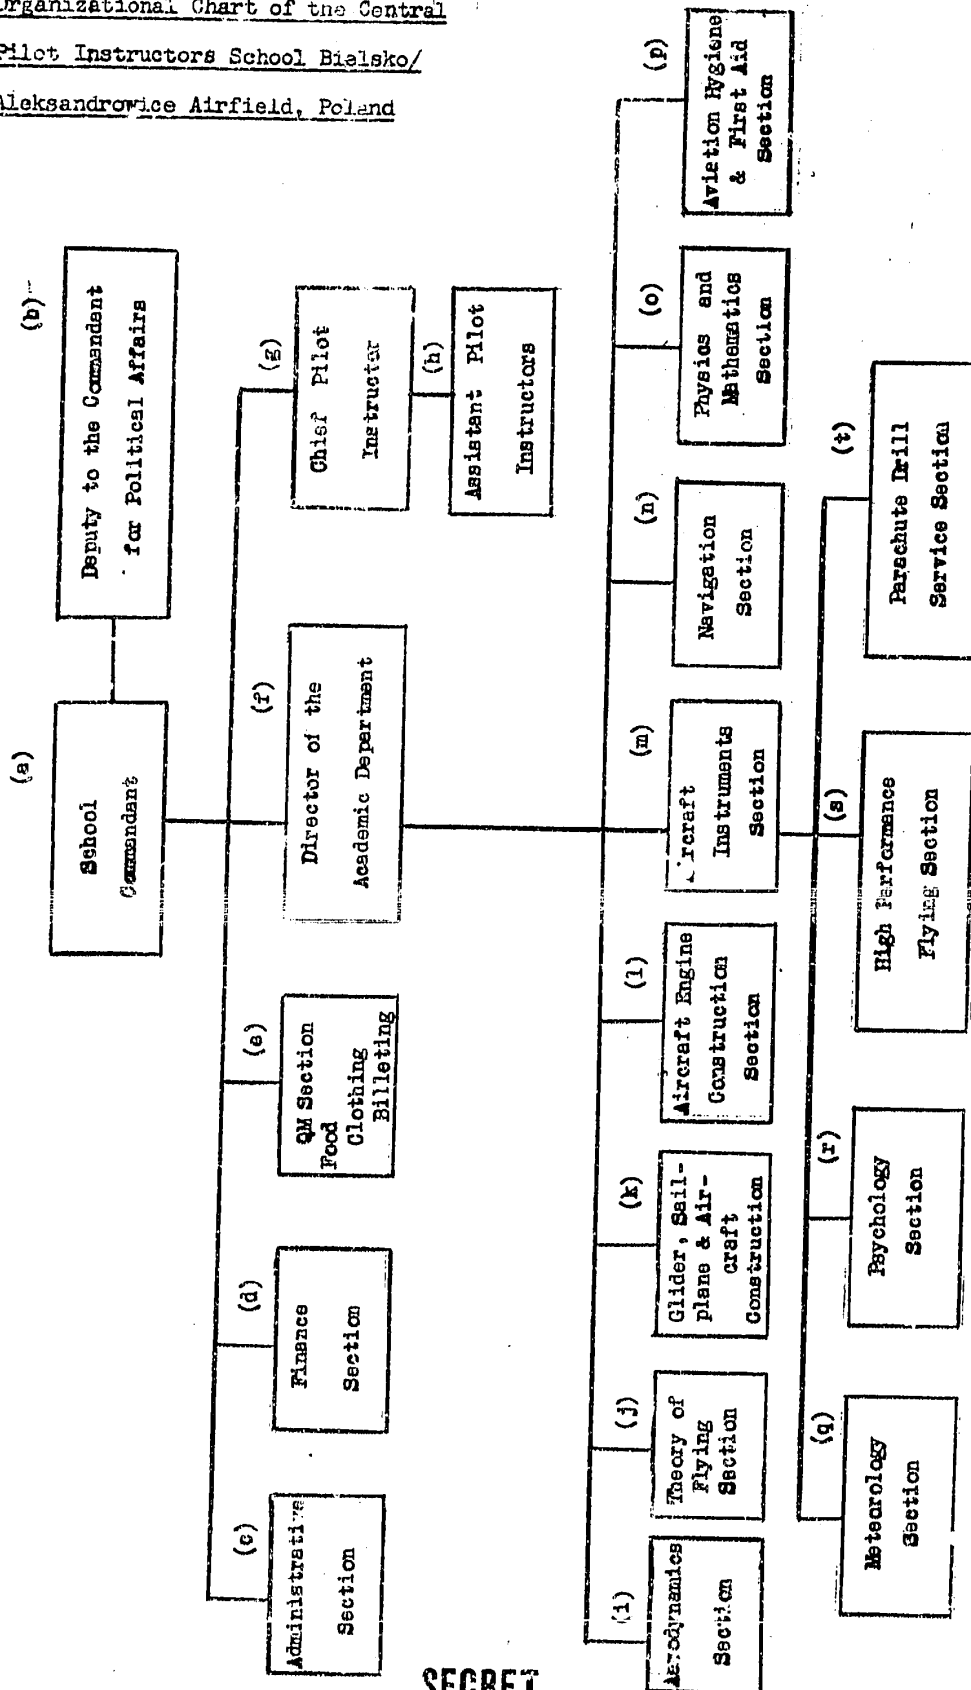 Organizational Chart of the Central
Pilot Instructors School Bielsko/
Aleksandrowice Airfield, Poland
(a)
School
Commandant
(b)
Deputy to the Commandant
for Political Affairs
(c)
Administrative
Section
(d)
Finance
Section
(e)
QM Section
Food
Clothing
Billeting
(f)
Director of the
Academic Department
(g)
Chief Pilot
Instructor
(h)
Assistant Pilot
Instructors
(i)
Aerodynamics
Section
(j)
Theory of
Flying
Section
(k)
Glider, Sail-
plane & Air-
craft
Construction
(l)
Aircraft Engine
Construction
Section
(m)
Aircraft
Instruments
Section
(n)
Navigation
Section
(o)
Physics and
Mathematics
Section
(p)
Aviation Hygiene
& First Aid
Section
(q)
Meteorology
Section
(r)
Psychology
Section
(s)
High Performance
Flying Section
(t)
Parachute Drill
Service Section
SECRET